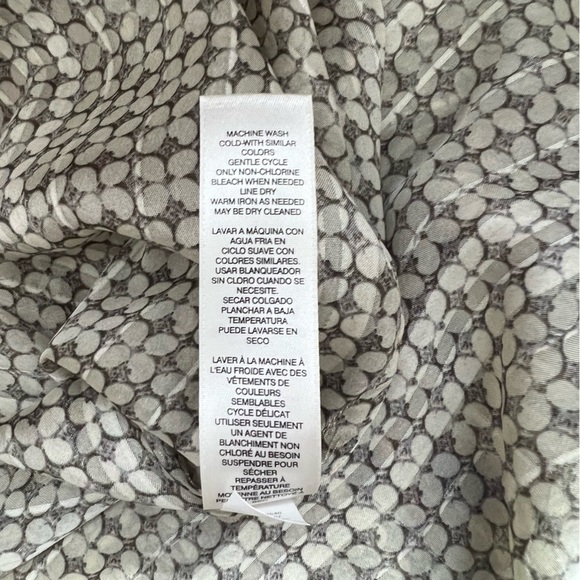 MACHINE WASH
COLD-WITH SIMILAR
COLORS
GENTLE CYCLE
ONLY NON-CHLORINE
BLEACH WHEN NEEDED
LINE DRY
WARM IRON AS NEEDED
MAY BE DRY CLEANED
LAVAR A MÁQUINA CON
AGUA FRIA EN
CICLO SUAVE CON
COLORES SIMILARES.
USAR BLANQUEADOR
SIN CLORO CUANDO SE
NECESITE.
SECAR COLGADO
PLANCHAR A BAJA
TEMPERATURA
PUEDE LAVARSE EN
SECO
LAVER À LA MACHINE À
L'EAU FROIDE AVEC DES
VÊTEMENTS DE
COULEURS
SEMBLABLES
CYCLE DÉLICAT
UTILISER SEULEMENT
UN AGENT DE
BLANCHIMENT NON
CHLORÉ AU BESOIN
SUSPENDRE POUR
SÉCHER
REPASSER À
TEMPÉRATURE
AU BESOIN